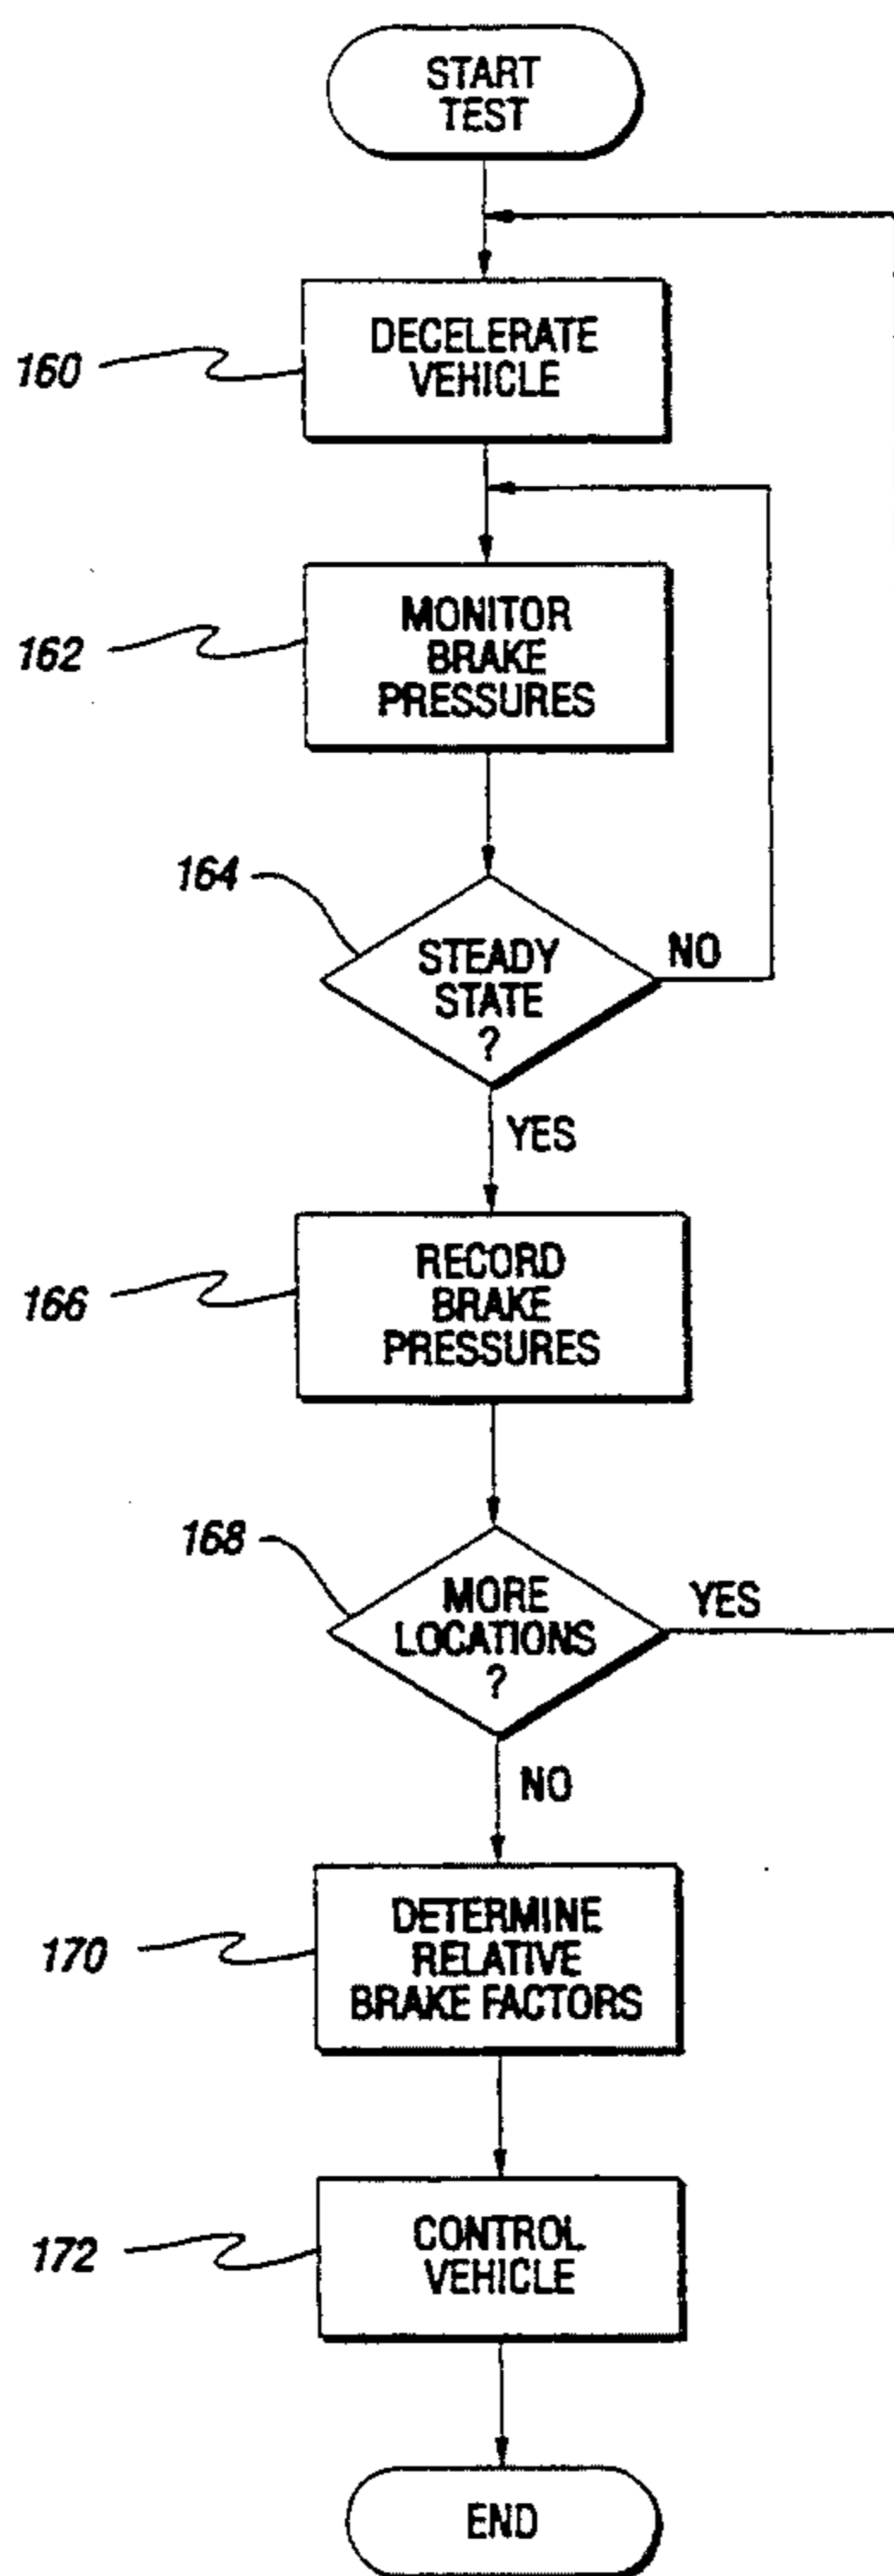 START
TEST
160
DECELERATE
VEHICLE
162
MONITOR
BRAKE
PRESSURES
164
STEADY
STATE
?
NO
YES
166
RECORD
BRAKE
PRESSURES
168
MORE
LOCATIONS
?
YES
NO
170
DETERMINE
RELATIVE
BRAKE FACTORS
172
CONTROL
VEHICLE
END